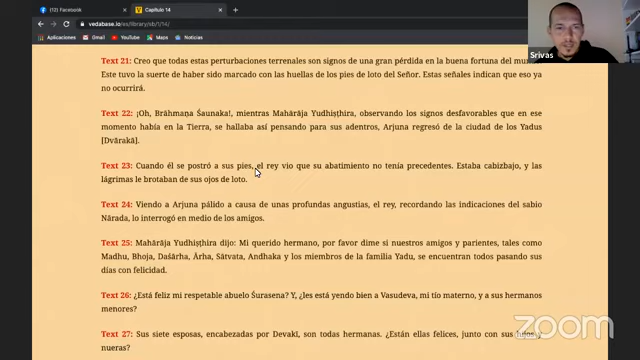 (12) Facebook
Capítulo 14
vedabase.io/es/library/sb/1/14/
Aplicaciones
Gmail
YouTube
Maps
Noticias
Srivas
Text 21: Creo que todas estas perturbaciones terrenales son signos de una gran pérdida en la buena fortuna del
Este tuvo la suerte de haber sido marcado con las huellas de los pies de loto del Señor. Estas señales indican que eso ya
no ocurrirá.
Text 22: ¡Oh, Brāhmaṇa Śaunaka!, mientras Mahārāja Yudhiṣṭhira, observando los signos desfavorables que en ese
momento había en la Tierra, se hallaba así pensando para sus adentros, Arjuna regresó de la ciudad de los Yadus
[Dvārakā].
Text 23: Cuando él se postró a sus pies, el rey vio que su abatimiento no tenía precedentes. Estaba cabizbajo, y las
lágrimas le brotaban de sus ojos de loto.
Text 24: Viendo a Arjuna pálido a causa de unas profundas angustias, el rey, recordando las indicaciones del sabio
Nārada, lo interrogó en medio de los amigos.
Text 25: Mahārāja Yudhiṣṭhira dijo: Mi querido hermano, por favor dime si nuestros amigos y parientes, tales como
Madhu, Bhoja, Daśārha, Ārha, Sātvata, Andhaka y los miembros de la familia Yadu, se encuentran todos pasando sus
días con felicidad.
Text 26: ¿Está feliz mi respetable abuelo Śūrasena? Y, ¿les está yendo bien a Vasudeva, mi tío materno, y a sus hermanos
menores?
Text 27: Sus siete esposas, encabezadas por Devakī, son todas hermanas. ¿Están ellas felices, junto con sus hijos y
nueras?
zoom